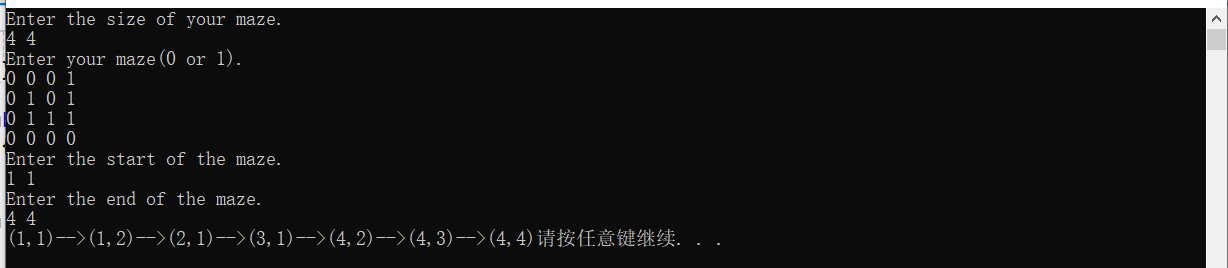 Enter the size of your maze.
4 4
Enter your maze(0 or 1).
0 0 0 1
0 1 0 1
0 1 1 1
0 0 0 0
Enter the start of the maze.
1 1
Enter the end of the maze.
4 4
(1,1)-->(1,2)-->(2,1)-->(3,1)-->(4,2)-->(4,3)-->(4,4)请按任意键继续. . .